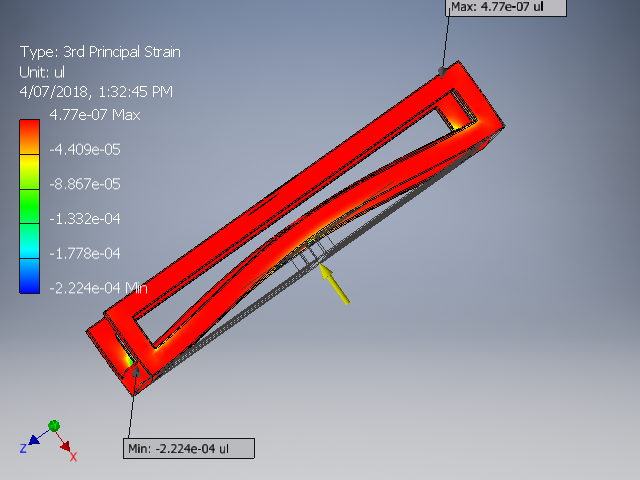 Max: 4.77e-07 ul
Type: 3rd Principal Strain
Unit: ul
4/07/2018, 1:32:45 PM
4.77e-07 Max
-4.409e-05
-8.867e-05
-1.332e-04
-1.778e-04
-2.224e-04 Min
Min: -2.224e-04 ul
Z
X